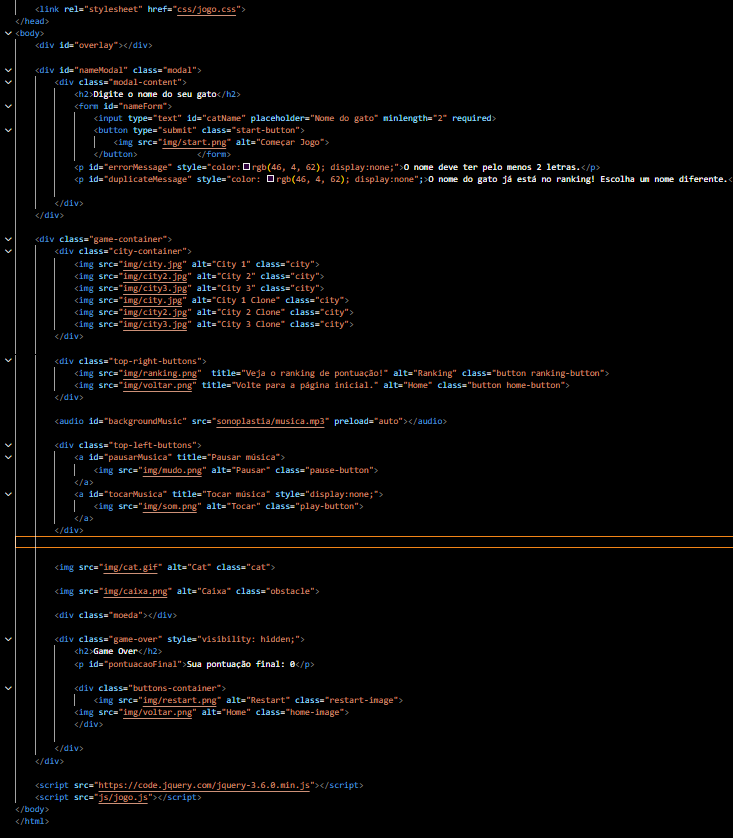 <link rel="stylesheet" href="css/jogo.css">
</head>
<body>
<div id="overlay"></div>
<div id="nameModal" class="modal">
<div class="modal-content">
<h2>Digite o nome do seu gato</h2>
<form id="nameForm">
<input type="text" id="catName" placeholder="Nome do gato" minlength="2" required>
<button type="submit" class="start-button">
<img src="img/start.png" alt="Começar Jogo">
</button>          </form>
<p id="errorMessage" style="color: rgb(46, 4, 62); display:none;">O nome deve ter pelo menos 2 letras.</p>
<p id="duplicateMessage" style="color: rgb(46, 4, 62); display:none";>O nome do gato já está no ranking! Escolha um nome diferente.<
</div>
</div>
<div class="game-container">
<div class="city-container">
<img src="img/city.jpg" alt="City 1" class="city">
<img src="img/city2.jpg" alt="City 2" class="city">
<img src="img/city3.jpg" alt="City 3" class="city">
<img src="img/city.jpg" alt="City 1 Clone" class="city">
<img src="img/city2.jpg" alt="City 2 Clone" class="city">
<img src="img/city3.jpg" alt="City 3 Clone" class="city">
</div>
<div class="top-right-buttons">
<img src="img/ranking.png"  title="Veja o ranking de pontuação!" alt="Ranking" class="button ranking-button">
<img src="img/voltar.png" title="Volte para a página inicial." alt="Home" class="button home-button">
</div>
<audio id="backgroundMusic" src="sonoplastia/musica.mp3" preload="auto"></audio>
<div class="top-left-buttons">
<a id="pausarMusica" title="Pausar música">
<img src="img/mudo.png" alt="Pausar" class="pause-button">
</a>
<a id="tocarMusica" title="Tocar música" style="display:none;">
<img src="img/som.png" alt="Tocar" class="play-button">
</a>
</div>
<img src="img/cat.gif" alt="Cat" class="cat">
<img src="img/caixa.png" alt="Caixa" class="obstacle">
<div class="moeda"></div>
<div class="game-over" style="visibility: hidden;">
<h2>Game Over</h2>
<p id="pontuacaoFinal">Sua pontuação final: 0</p>
<div class="buttons-container">
<img src="img/restart.png" alt="Restart" class="restart-image">
<img src="img/voltar.png" alt="Home" class="home-image">
</div>
</div>
</div>
<script src="https://code.jquery.com/jquery-3.6.0.min.js"></script>
<script src="js/jogo.js"></script>
</body>
</html>